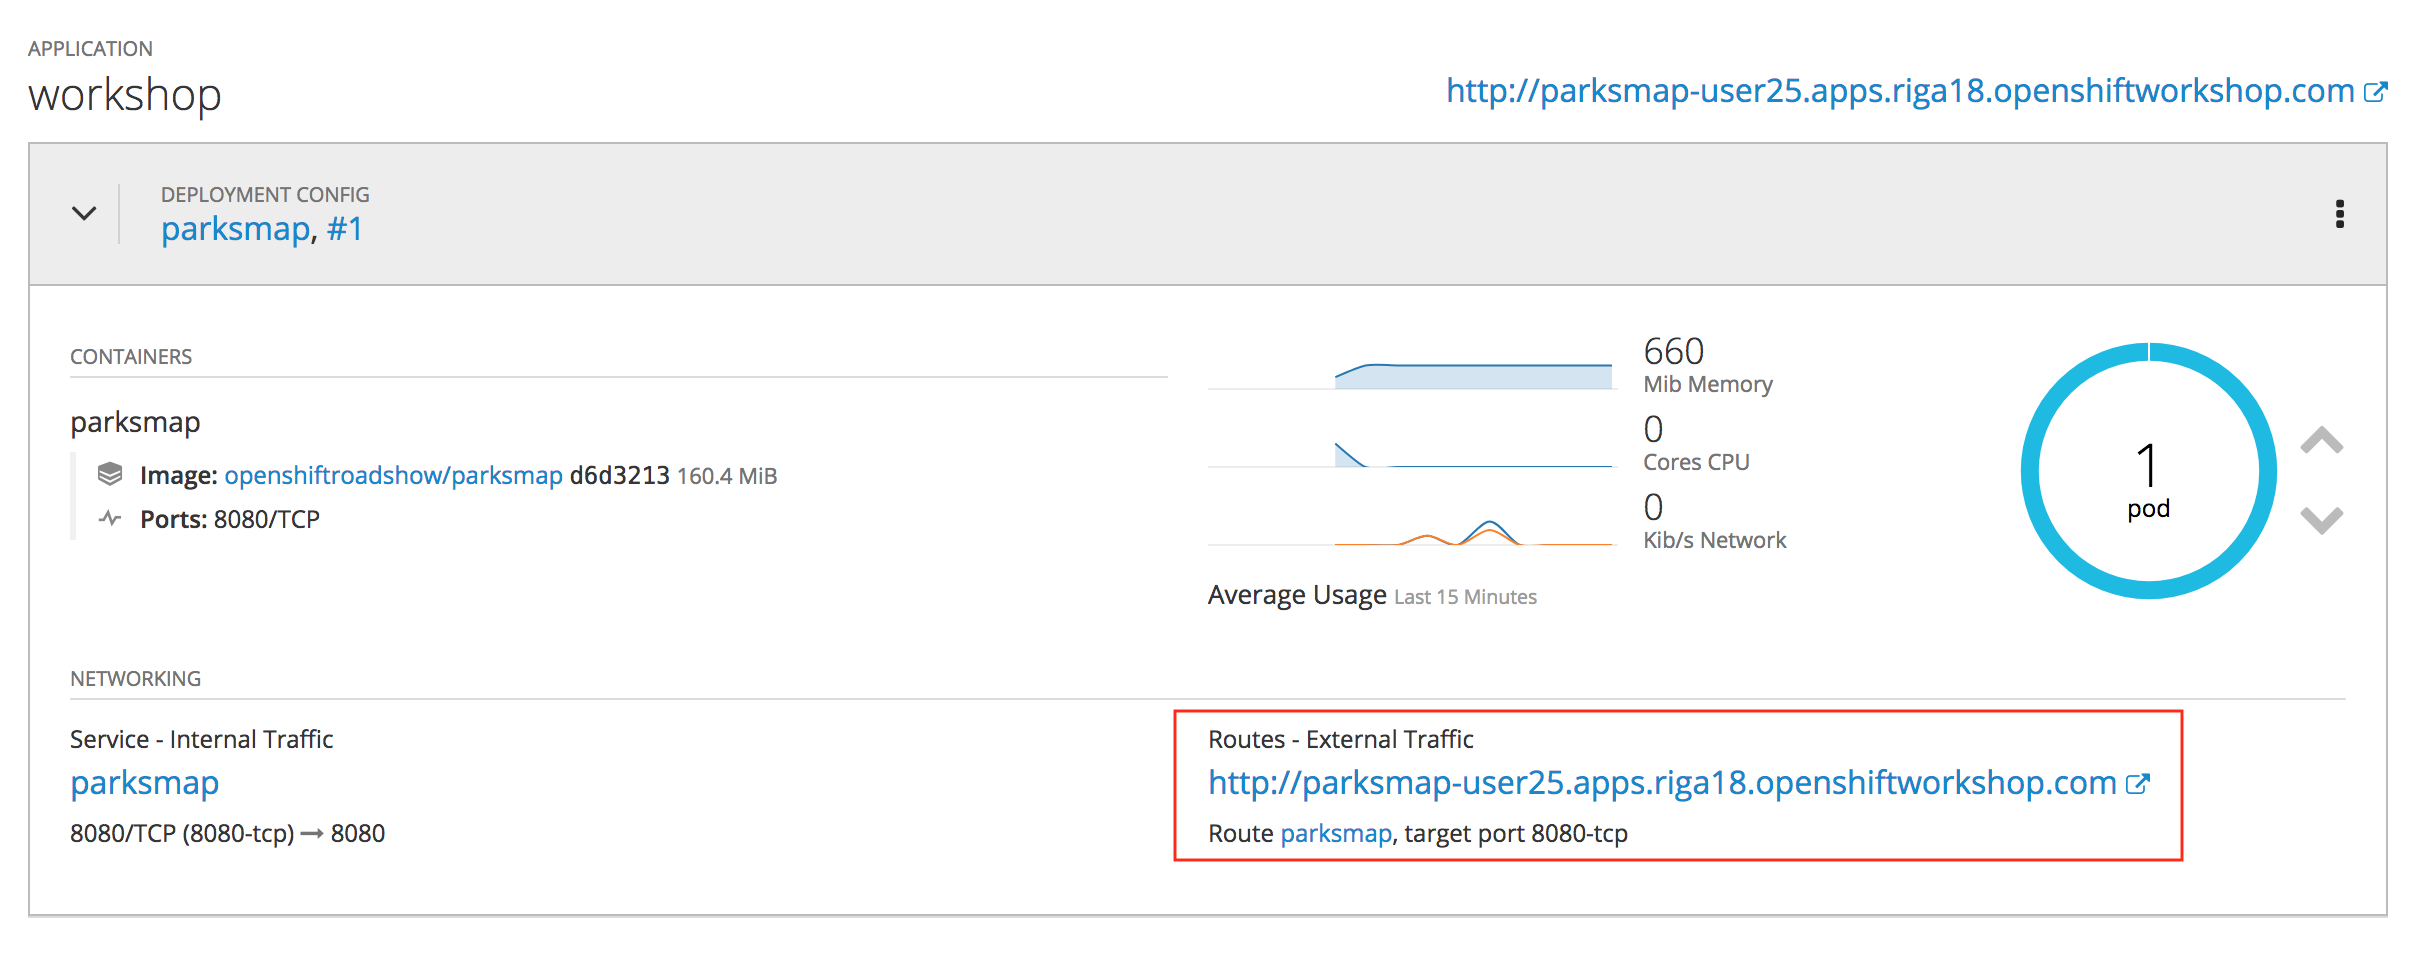 APPLICATION
workshop
http://parksmap-user25.apps.riga18.openshiftworkshop.com
DEPLOYMENT CONFIG
parksmap, #1
CONTAINERS
parksmap
Image: openshiftroadshow/parksmap d6d3213 160.4 MiB
Ports: 8080/TCP
660
Mib Memory
0
Cores CPU
0
Kib/s Network
Average Usage Last 15 Minutes
1
pod
NETWORKING
Service - Internal Traffic
parksmap
8080/TCP (8080-tcp) → 8080
Routes - External Traffic
http://parksmap-user25.apps.riga18.openshiftworkshop.com
Route parksmap, target port 8080-tcp